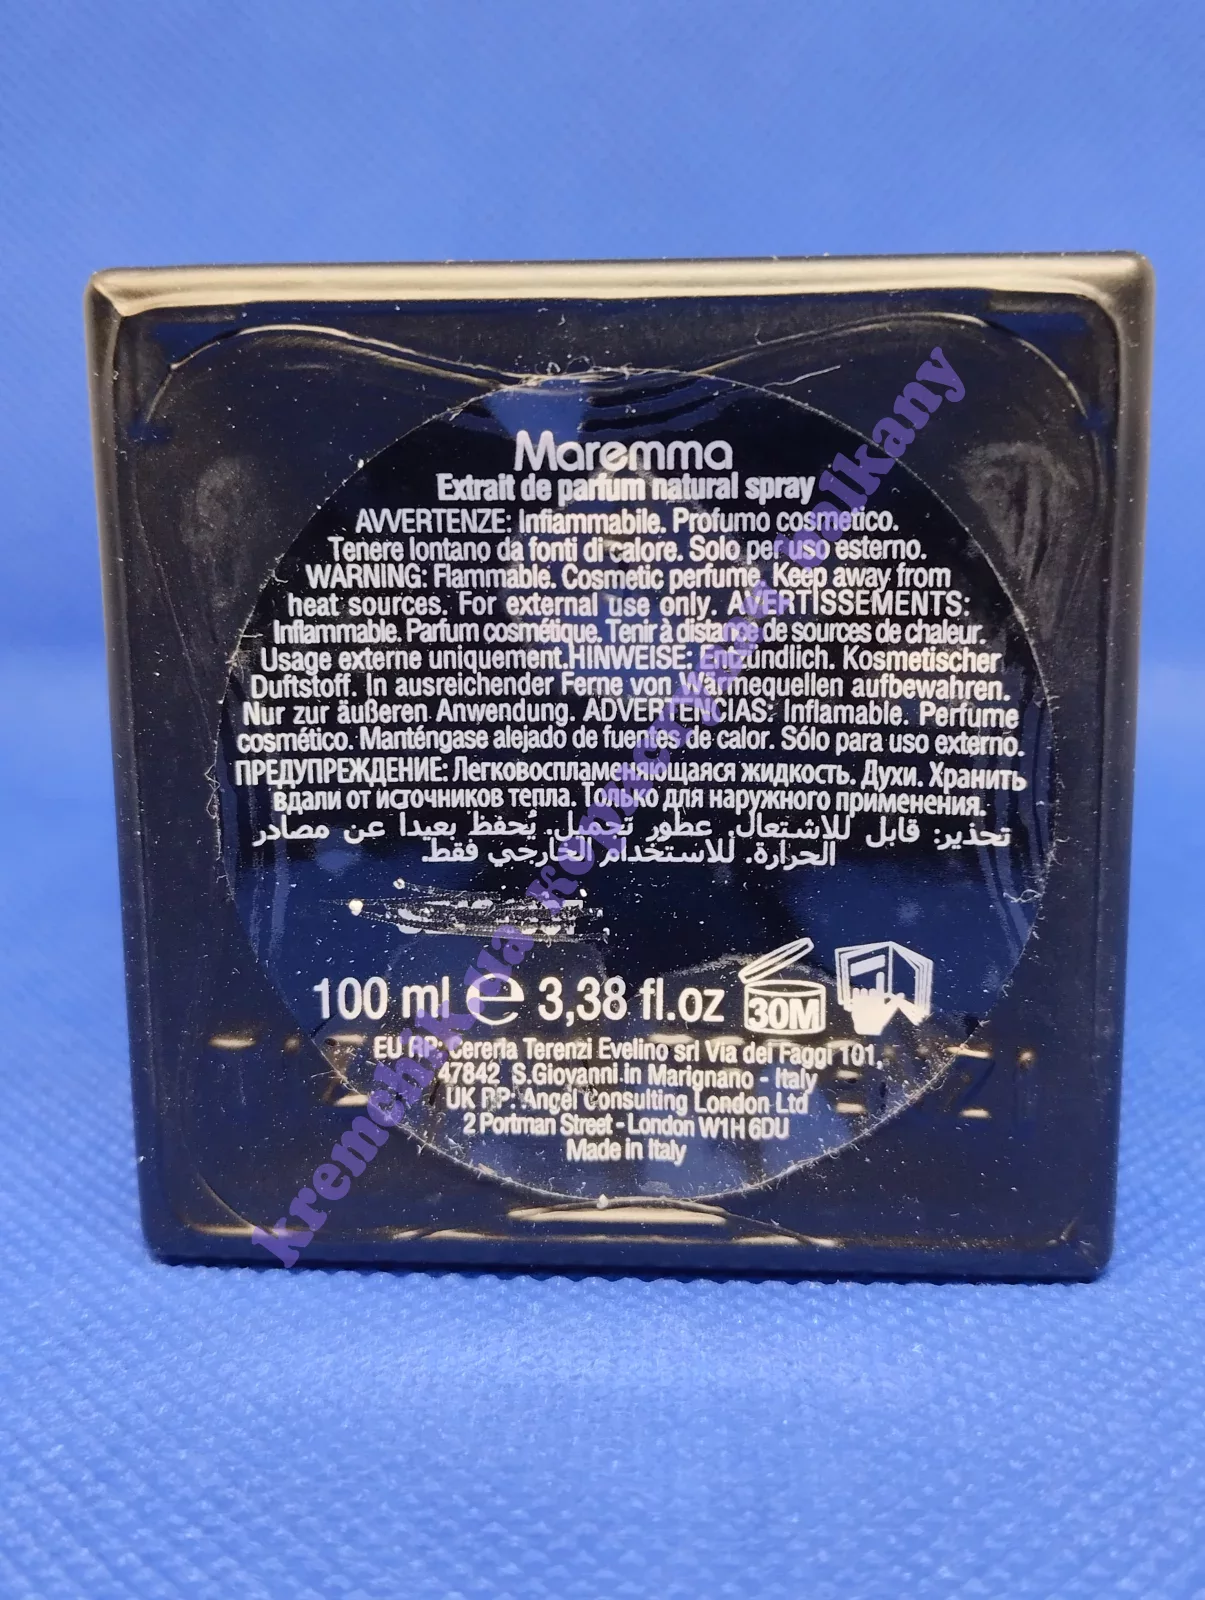 Maremma
Extrait de parfum natural spray
AVVERTENZE: Infiammabile. Profumo cosmetico.
Tenere lontano da fonti di calore. Solo per uso esterno.
WARNING: Flammable. Cosmetic perfume. Keep away from
heat sources. For external use only. AVERTISSEMENTS:
Inflammable. Parfum cosmétique. Tenir à distance de sources de chaleur.
Usage externe uniquement.HINWEISE: Entzündlich. Kosmetischer
Duftstoff. In ausreichender Ferne von Wärmequellen aufbewahren.
Nur zur äußeren Anwendung. ADVERTENCIAS: Inflamable. Perfume
cosmético. Manténgase alejado de fuentes de calor. Sólo para uso externo.
ПРЕДУПРЕЖДЕНИЕ: Легковоспламеняющаяся жидкость. Духи. Хранить
вдали от источников тепла. Только для наружного применения.
تحذير: قابل للاشتعال. عطور تجميل. يُحفظ بعيدا عن مصادر
الحرارة. للاستخدام الخارجي فقط.
100 ml e 3,38 fl.oz 30M
EU RP: Cereria Terenzi Evelino srl Via dei Faggi 101,
47842 S.Giovanni in Marignano - Italy
UK RP: Angel Consulting London Ltd
2 Portman Street - London W1H 6DU
Made in Italy
kremchik.ua